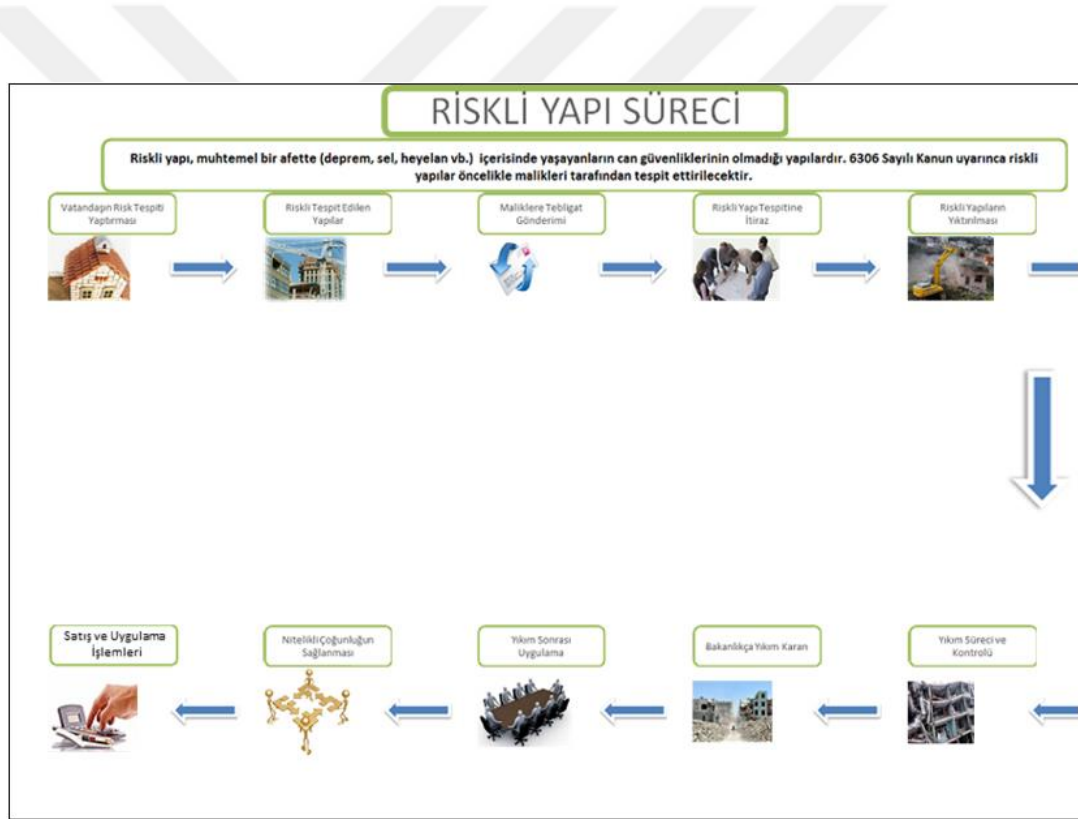 RİSKLİ YAPI SÜRECİ
Riskli yapı, muhtemel bir afette (deprem, sel, heyelan vb.) içerisinde yaşayanların can güvenliklerinin olmadığı yapılardır. 6306 Sayılı Kanun uyarınca riskli
yapılar öncelikle malikleri tarafından tespit ettirilecektir.
Vatandaşın Risk Tespiti
Yaptırması
Riskli Tespit Edilen
Yapılar
Maliklere Tebligat
Gönderimi
Riskli Yapı Tespitine
İtiraz
Riskli Yapıların
Yıktırılması
Satış ve Uygulama
İşlemleri
Nitelikli Çoğunluğun
Sağlanması
Yıkım Sonrası
Uygulama
Bakanlıkça Yıkım Kararı
Yıkım Süreci ve
Kontrolü